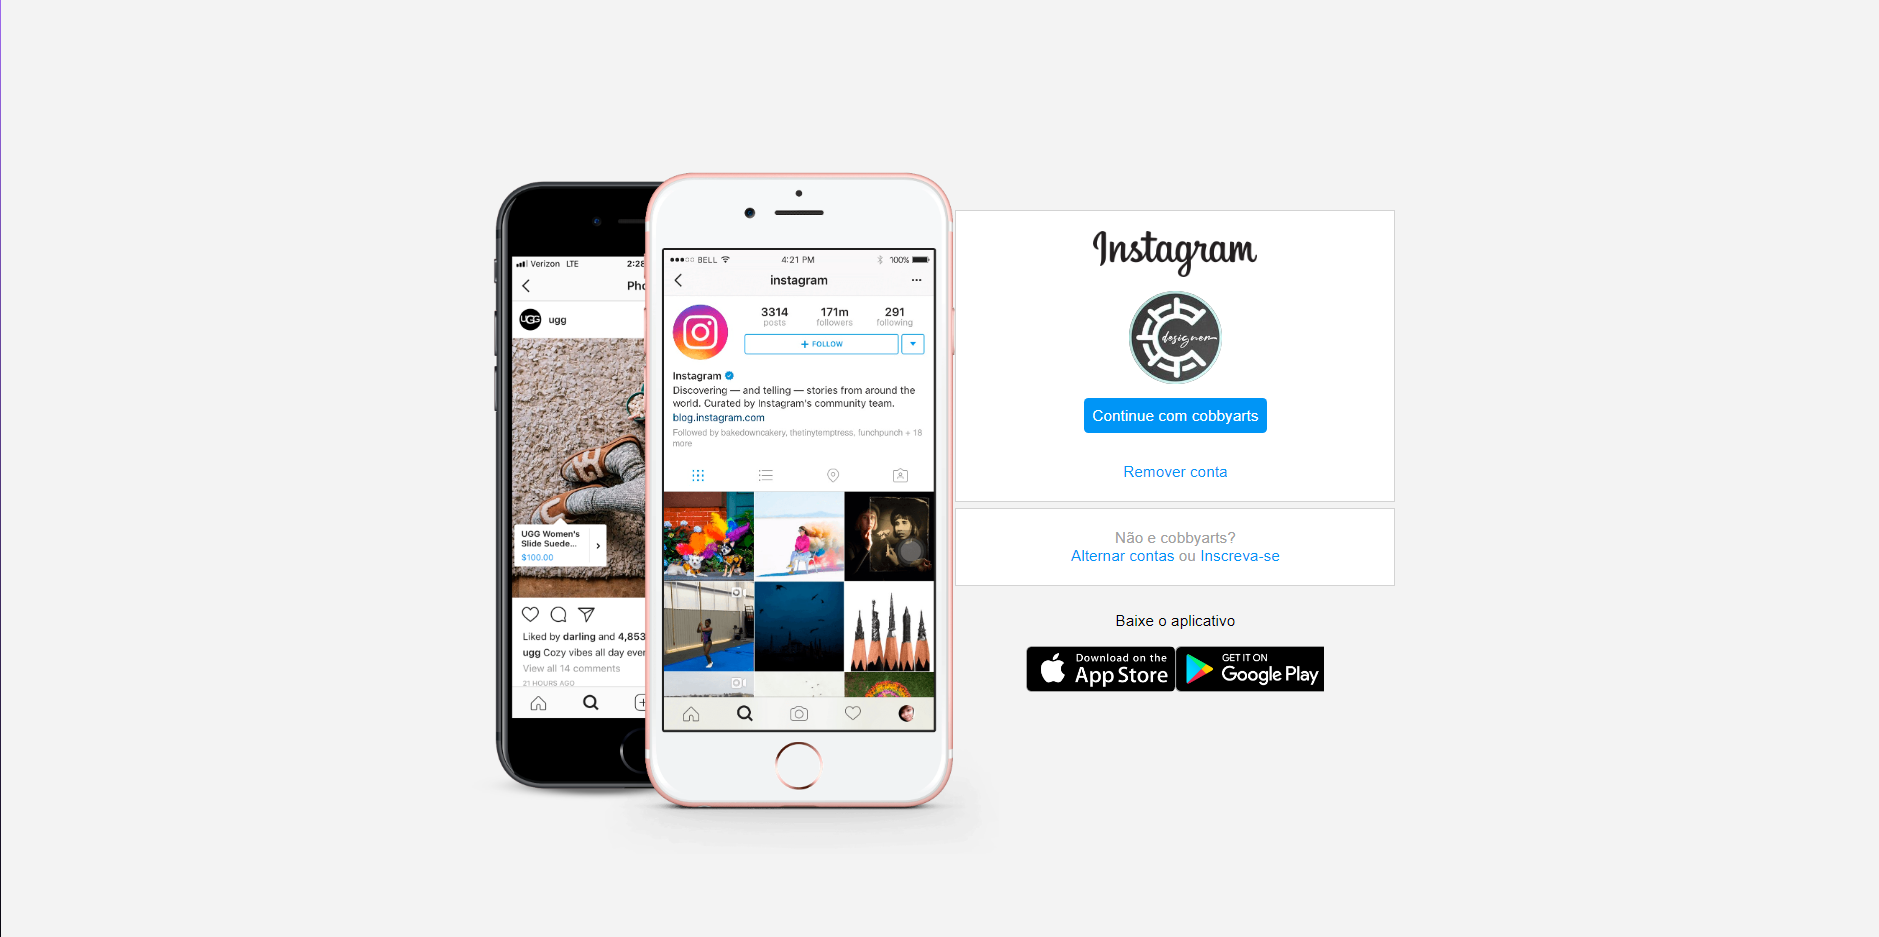 Verizon LTE 2:28
Pho
UGG
ugg
UGG Women's
Slide Suede...
$100.00
Liked by darling and 4,853
ugg Cozy vibes all day ever
View all 14 comments
21 HOURS AGO
BELL 4:21 PM 100%
instagram
3314 171m 291
posts followers following
+ FOLLOW
Instagram
Discovering — and telling — stories from around the
world. Curated by Instagram's community team.
blog.instagram.com
Followed by bakedowncakery, thetinytemptress, lunchpunch + 18
more
Instagram
designer
Continue com cobbyarts
Remover conta
Não e cobbyarts?
Alternar contas ou Inscreva-se
Baixe o aplicativo
Download on the
App Store
GET IT ON
Google Play